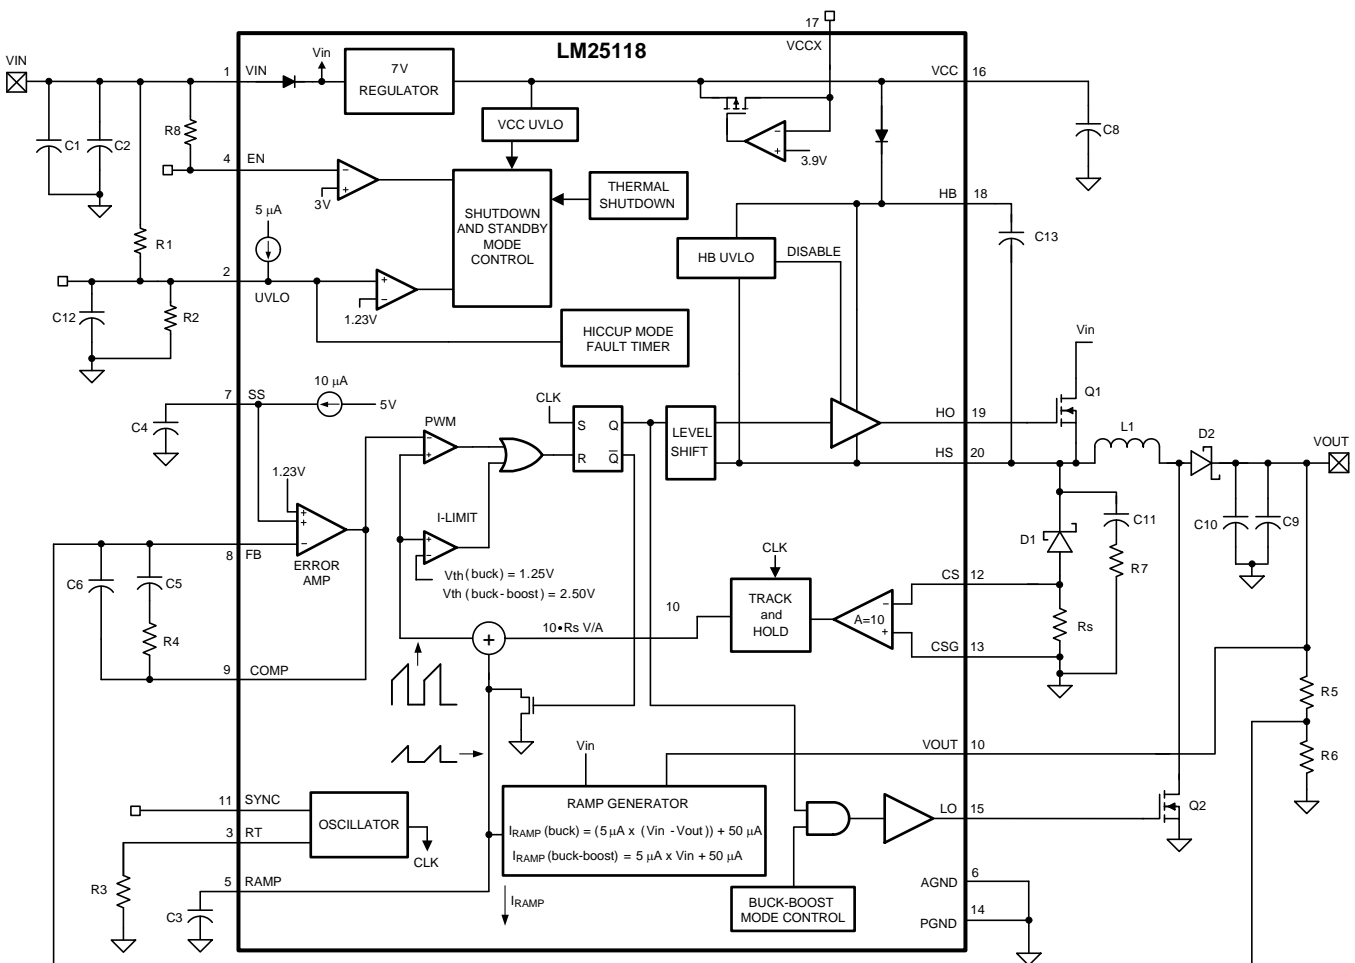 LM25118
17
VCCX
VIN
1
VIN
Vin
7V
REGULATOR
VCC
16
C1
C2
R8
4
EN
3V
VCC UVLO
3.9V
C8
SHUTDOWN
AND STANDBY
MODE
CONTROL
THERMAL
SHUTDOWN
HB
18
C13
5 µA
R1
2
UVLO
C12
R2
1.23V
HB UVLO
DISABLE
HICCUP MODE
FAULT TIMER
Vin
Q1
7
SS
10 µA
5V
C4
PWM
CLK
S
Q
R
Q
LEVEL
SHIFT
HO
19
HS
20
L1
D2
VOUT
1.23V
+
+
−
8
FB
ERROR
AMP
I-LIMIT
Vth(buck) = 1.25V
Vth(buck-boost) = 2.50V
10
CLK
TRACK
and
HOLD
A=10
CS
12
CSG
13
D1
C11
R7
Rs
C10
C9
C6
C5
R4
9
COMP
+
10•Rs V/A
R5
R6
Vin
VOUT
10
RAMP GENERATOR
IRAMP(buck) = (5 µA x (Vin - Vout)) + 50 µA
IRAMP(buck-boost) = 5 µA x Vin + 50 µA
IRAMP
11
SYNC
3
RT
OSCILLATOR
CLK
R3
5
RAMP
C3
LO
15
Q2
BUCK-BOOST
MODE CONTROL
AGND
6
PGND
14